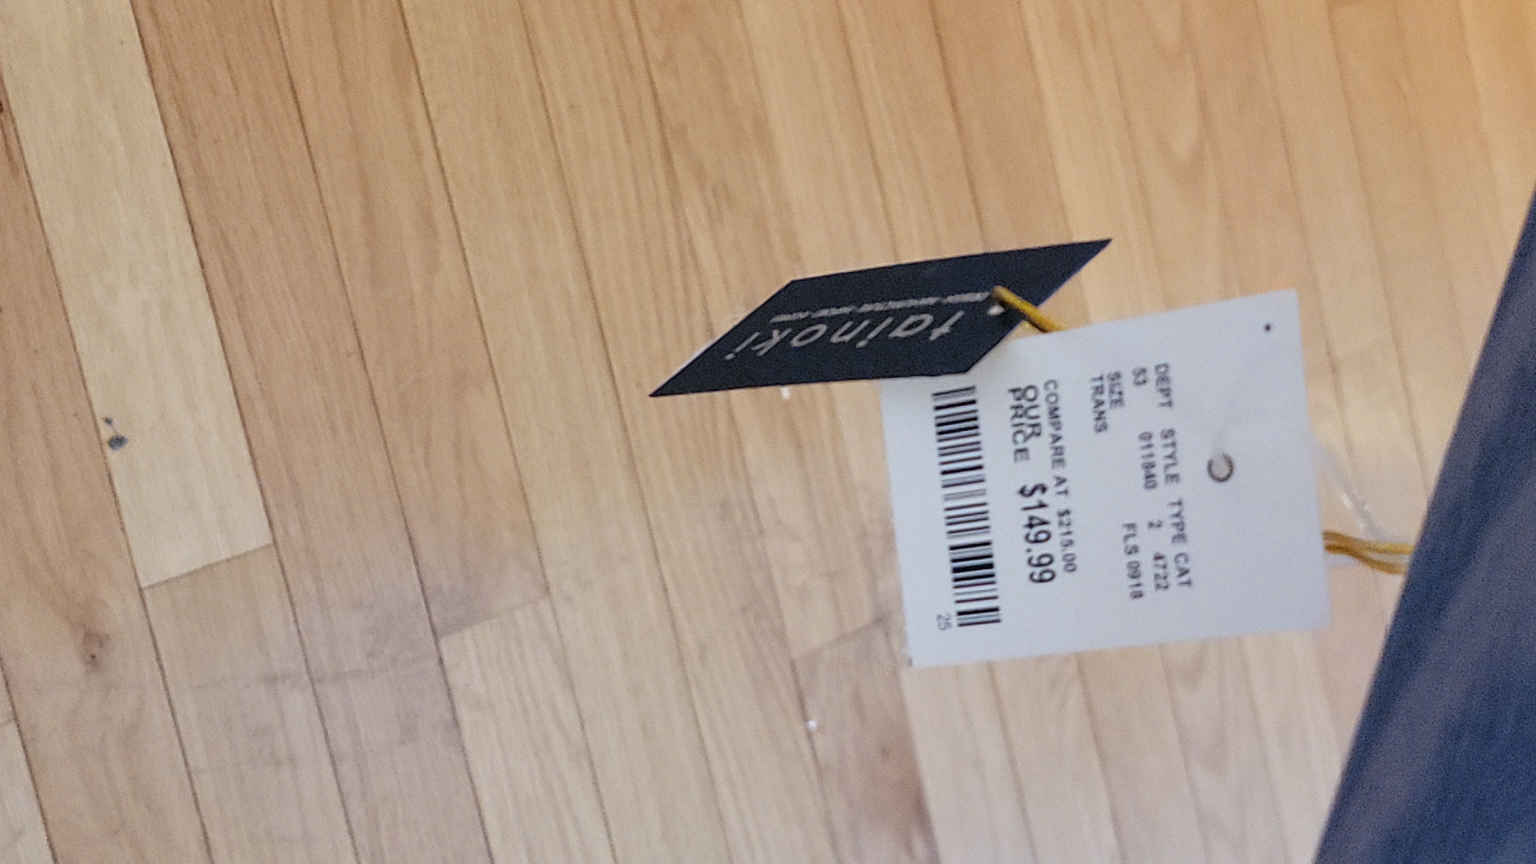 tainoki
DEPT STYLE TYPE CAT
53 011840 2 4722
SIZE FLS 0918
TRANS
COMPARE AT $215.00
OUR PRICE $149.99
25